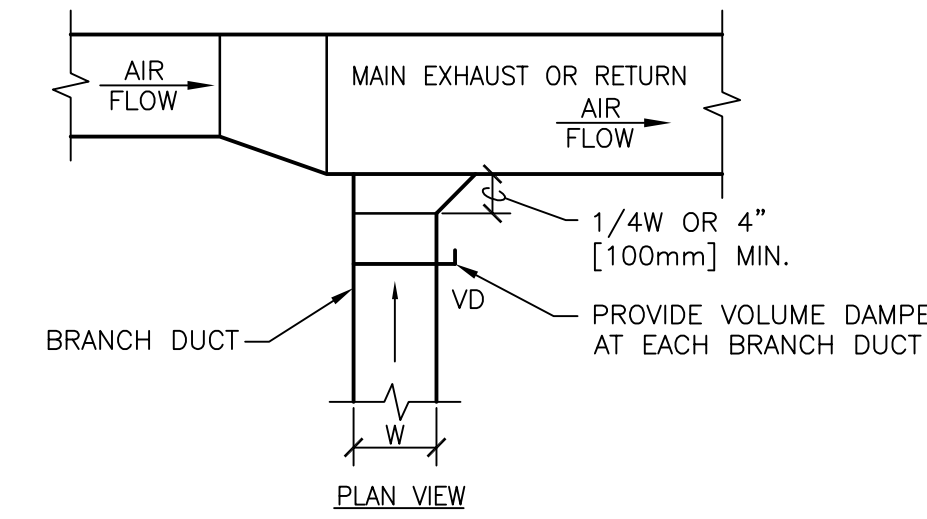 AIR
FLOW
MAIN EXHAUST OR RETURN
AIR
FLOW
1/4W OR 4"
[100mm] MIN.
VD
PROVIDE VOLUME DAMPE
AT EACH BRANCH DUCT
BRANCH DUCT
W
PLAN VIEW